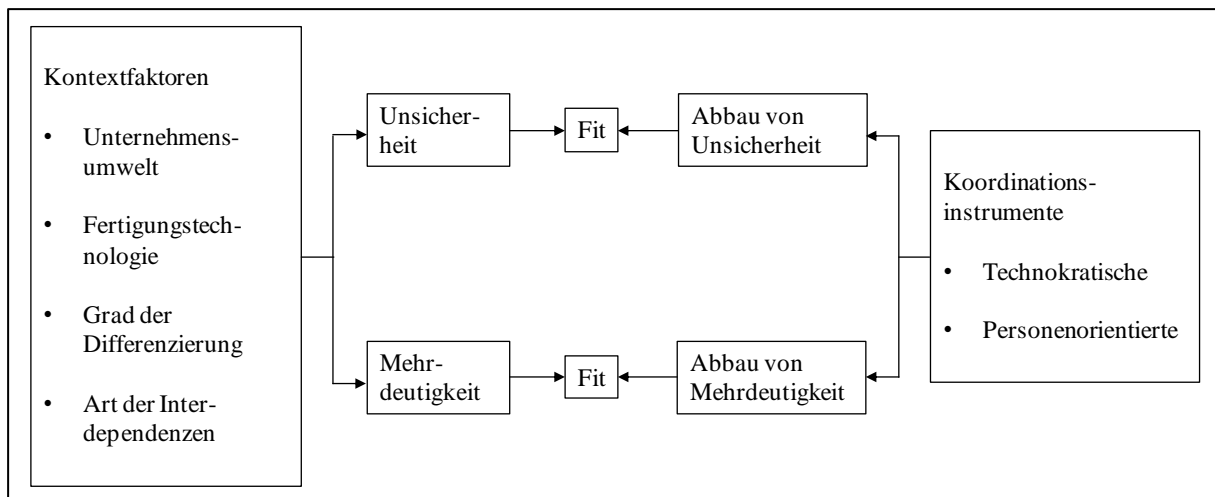 Kontextfaktoren
• Unternehmens-
umwelt
• Fertigungstech-
nologie
• Grad der
Differenzierung
• Art der Inter-
dependenzen
Unsicher-
heit
Fit
Abbau von
Unsicherheit
Mehr-
deutigkeit
Fit
Abbau von
Mehrdeutigkeit
Koordinations-
instrumente
• Technokratische
• Personenorientierte